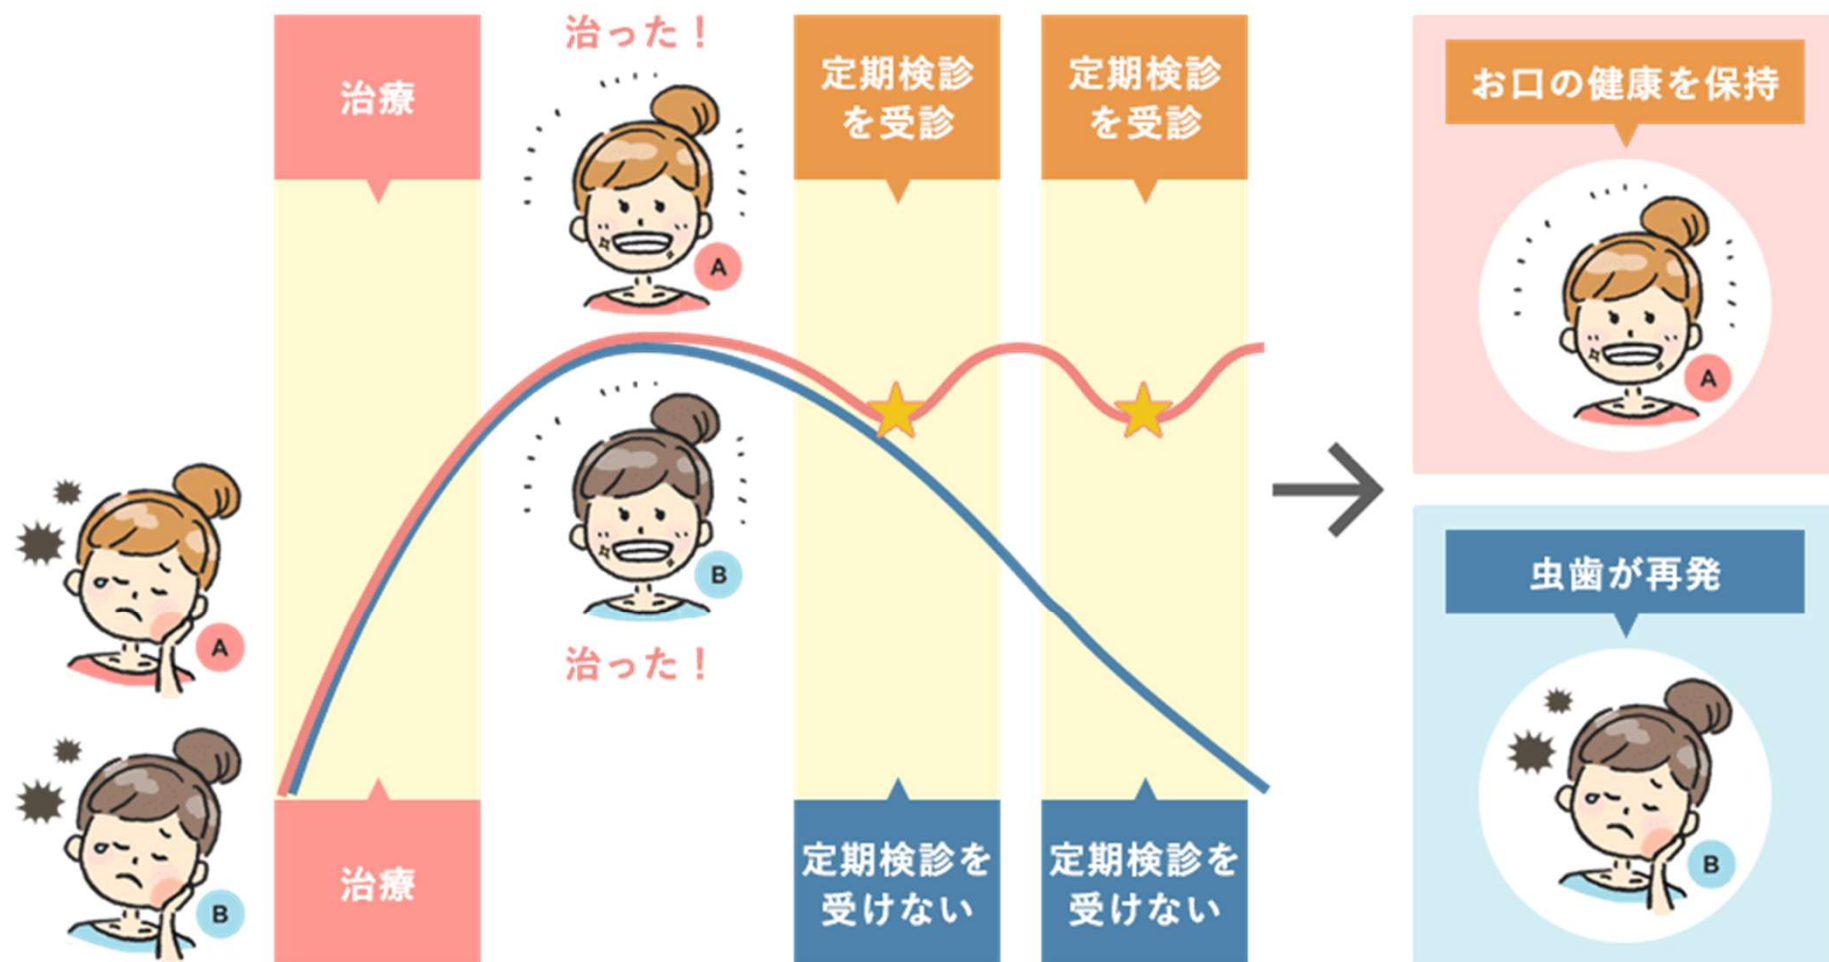 治療
治った！
A
定期検診
を受診
定期検診
を受診
お口の健康を保持
A
A
B
治った！
B
治療
定期検診を
受けない
定期検診を
受けない
虫歯が再発
B